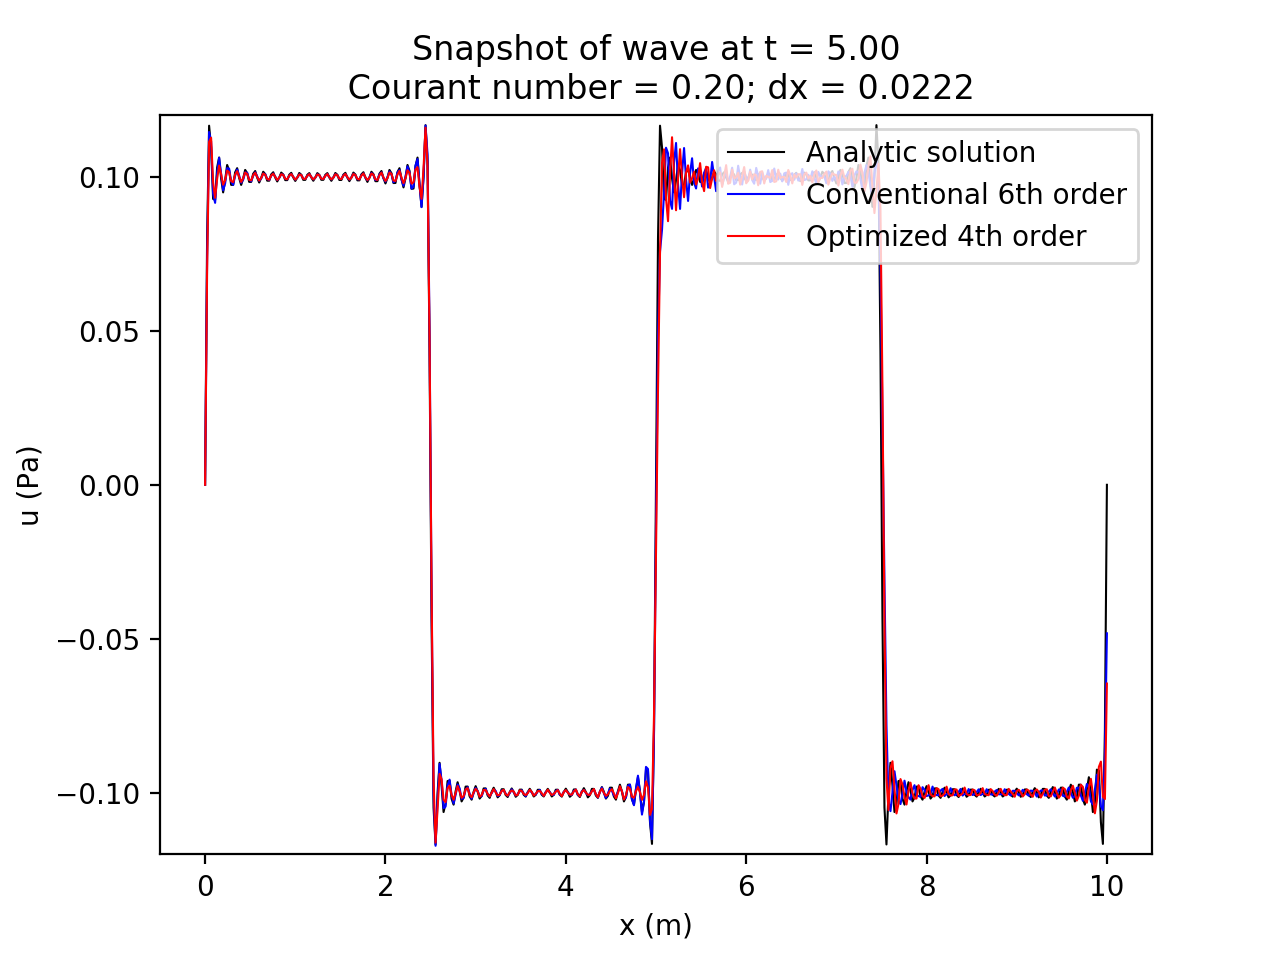 Snapshot of wave at t = 5.00
Courant number = 0.20; dx = 0.0222
Analytic solution
Conventional 6th order
Optimized 4th order
0.10
0.05
0.00
−0.05
−0.10
u (Pa)
0 2 4 6 8 10
x (m)